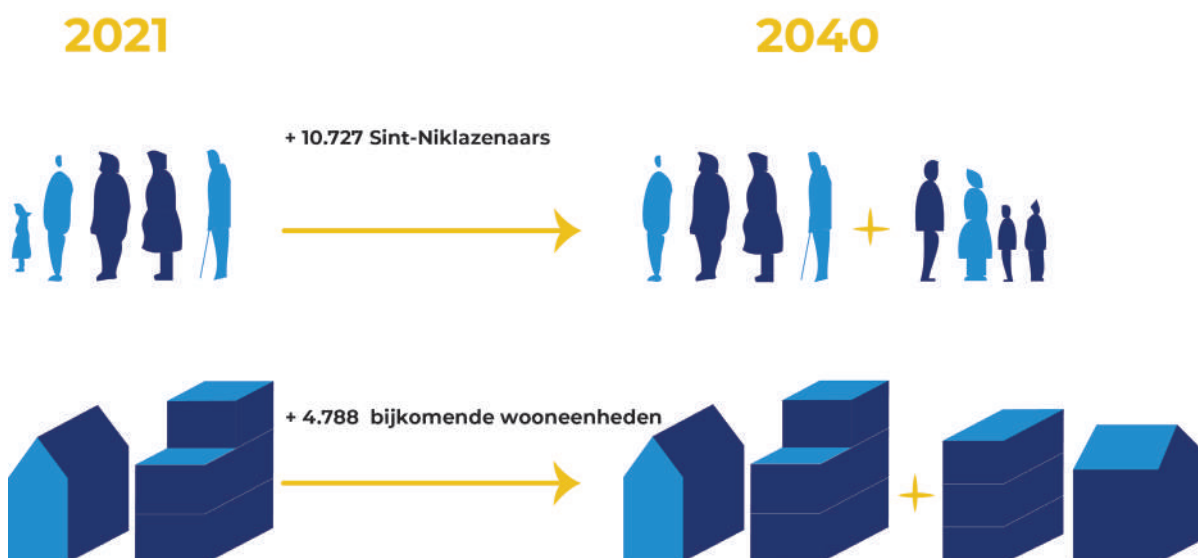 2021
2040
+ 10.727 Sint-Niklazenaars
+ 4.788 bijkomende wooneenheden